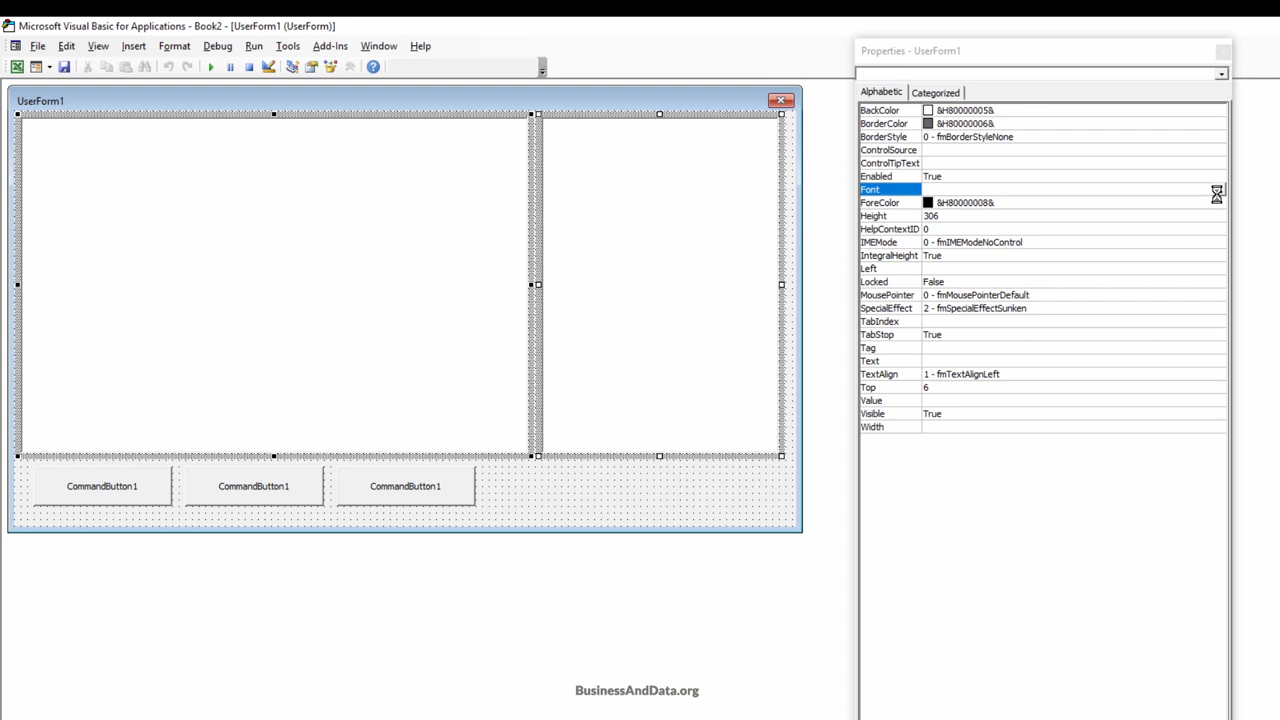 Microsoft Visual Basic for Applications - Book2 - [UserForm1 (UserForm)]
File Edit View Insert Format Debug Run Tools Add-Ins Window Help
Properties - UserForm1
Alphabetic Categorized
UserForm1
BackColor &H80000005&
BorderColor &H80000006&
BorderStyle 0 - fmBorderStyleNone
ControlSource
ControlTipText
Enabled True
Font
ForeColor &H80000008&
Height 306
HelpContextID 0
IMEMode 0 - fmIMEModeNoControl
IntegralHeight True
Left
Locked False
MousePointer 0 - fmMousePointerDefault
SpecialEffect 2 - fmSpecialEffectSunken
TabIndex
TabStop True
Tag
Text
TextAlign 1 - fmTextAlignLeft
Top 6
Value
Visible True
Width
CommandButton1 CommandButton1 CommandButton1
BusinessAndData.org